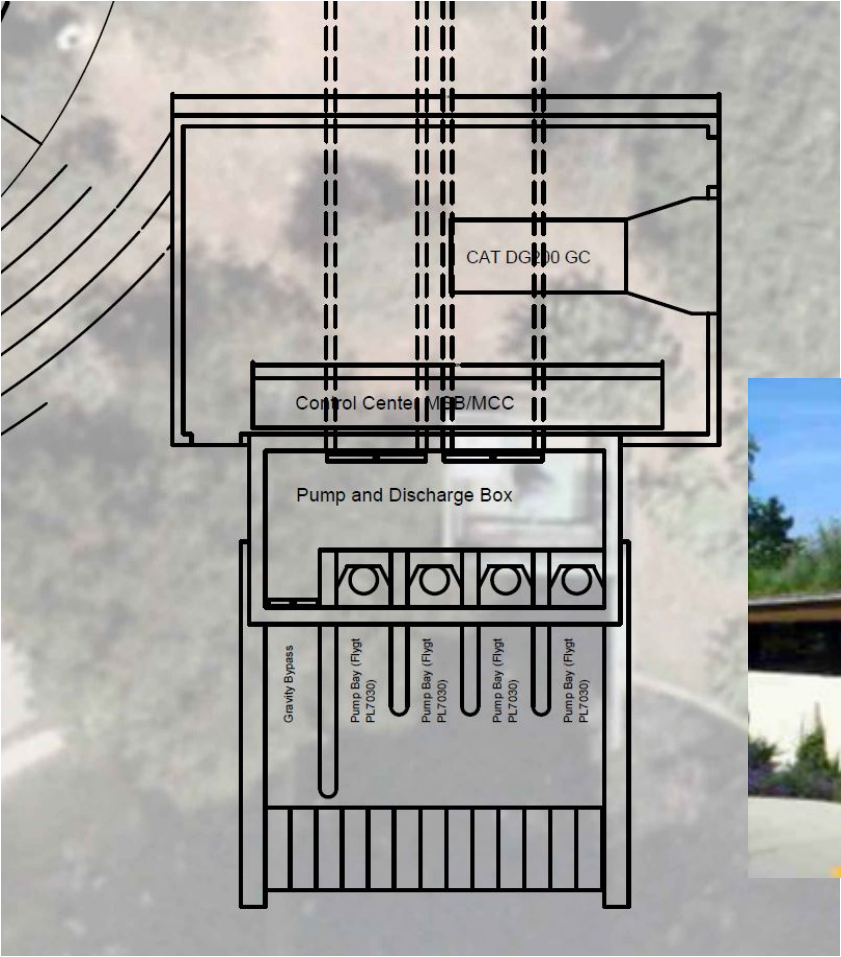 CAT DG200 GC
Control Center MSB/MCC
Pump and Discharge Box
Gravity Bypass
Pump Bay (Flygt
PL7030)
Pump Bay (Flygt
PL7030)
Pump Bay (Flygt
PL7030)
Pump Bay (Flygt
PL7030)